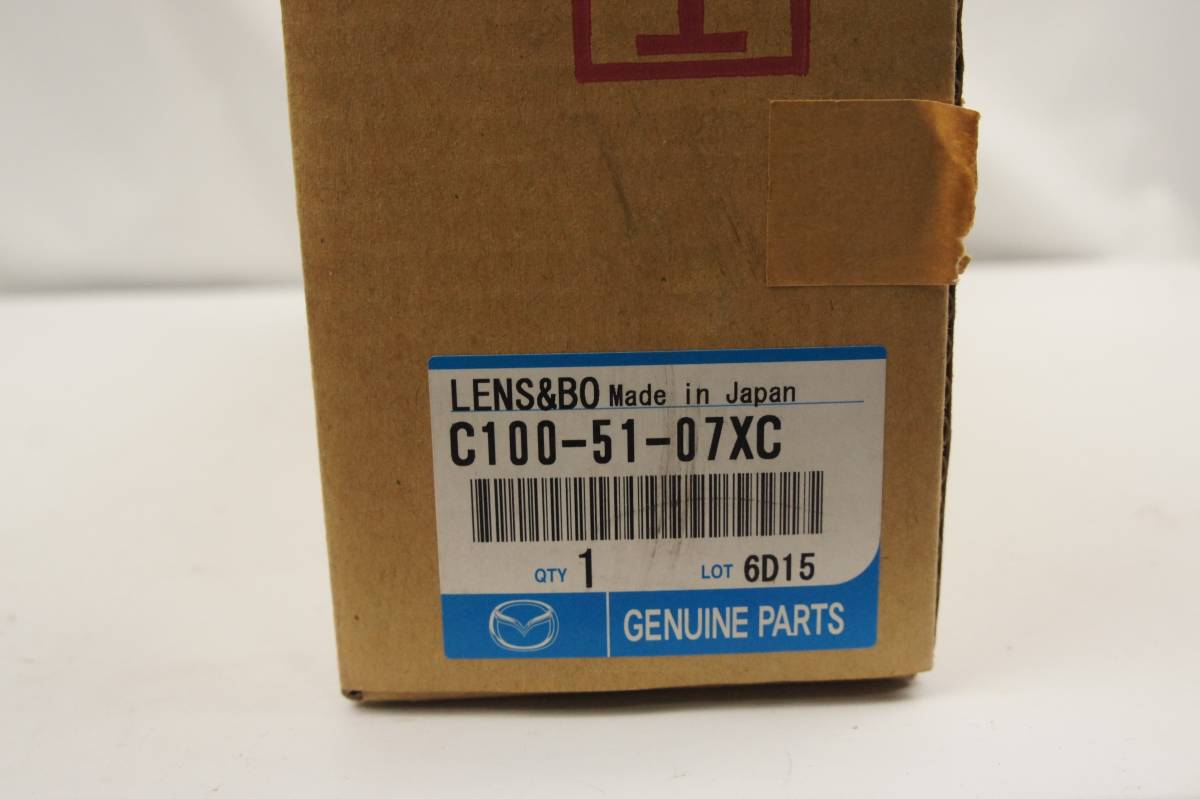 LENS&BO Made in Japan
C100-51-07XC
QTY 1 LOT 6D15
GENUINE PARTS